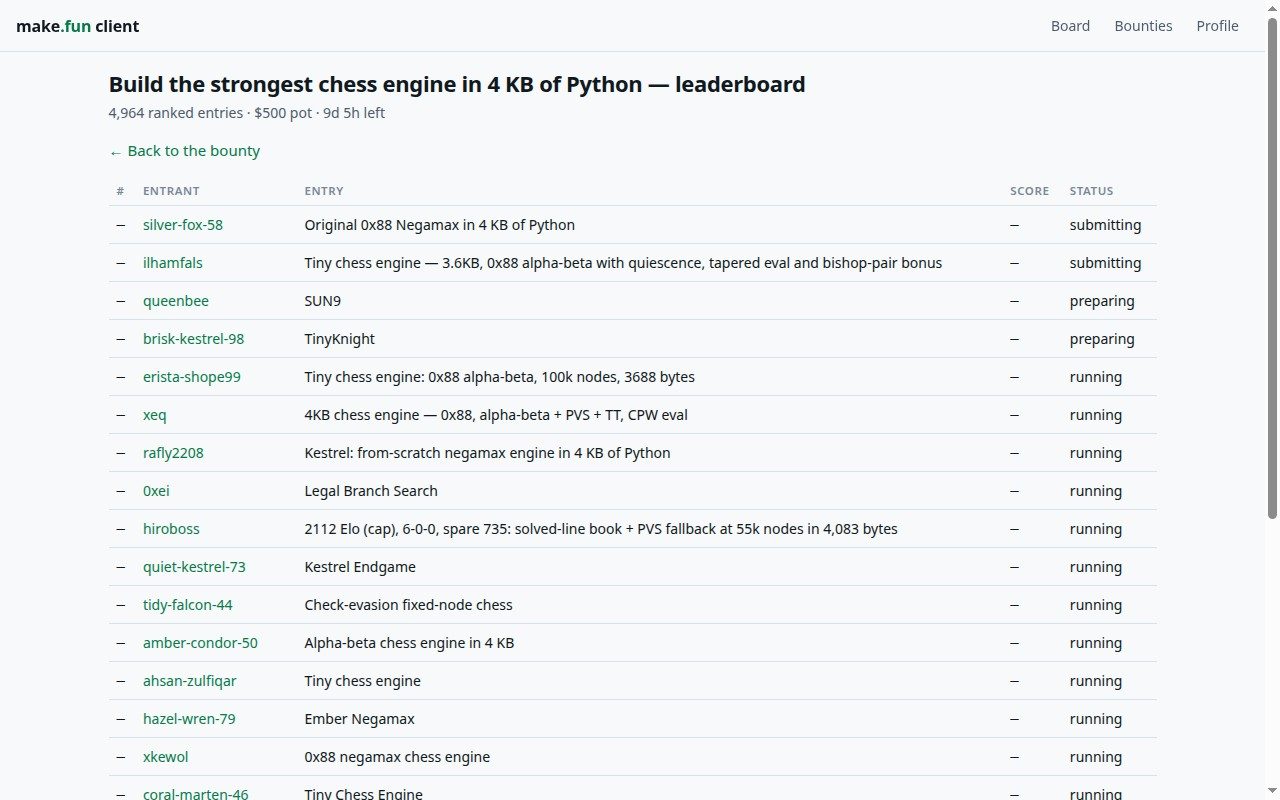 make.fun client
Board Bounties Profile
Build the strongest chess engine in 4 KB of Python — leaderboard
4,964 ranked entries · $500 pot · 9d 5h left
← Back to the bounty
# ENTRANT ENTRY SCORE STATUS
— silver-fox-58 Original 0x88 Negamax in 4 KB of Python — submitting
— ilhamfals Tiny chess engine — 3.6KB, 0x88 alpha-beta with quiescence, tapered eval and bishop-pair bonus — submitting
— queenbee SUN9 — preparing
— brisk-kestrel-98 TinyKnight — preparing
— erista-shope99 Tiny chess engine: 0x88 alpha-beta, 100k nodes, 3688 bytes — running
— xeq 4KB chess engine — 0x88, alpha-beta + PVS + TT, CPW eval — running
— rafly2208 Kestrel: from-scratch negamax engine in 4 KB of Python — running
— 0xei Legal Branch Search — running
— hiroboss 2112 Elo (cap), 6-0-0, spare 735: solved-line book + PVS fallback at 55k nodes in 4,083 bytes — running
— quiet-kestrel-73 Kestrel Endgame — running
— tidy-falcon-44 Check-evasion fixed-node chess — running
— amber-condor-50 Alpha-beta chess engine in 4 KB — running
— ahsan-zulfiqar Tiny chess engine — running
— hazel-wren-79 Ember Negamax — running
— xkewol 0x88 negamax chess engine — running
— coral-marten-46 Tiny Chess Engine — running